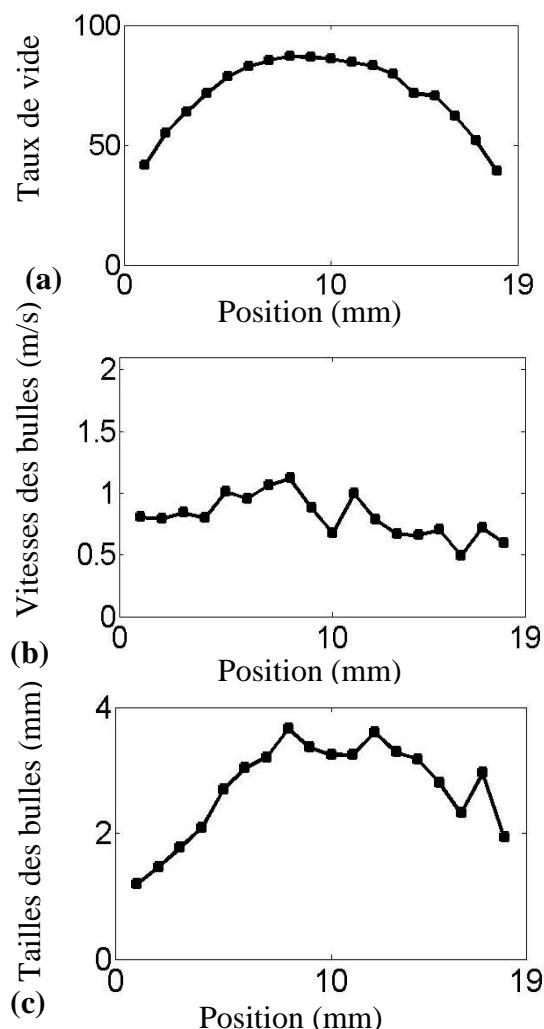 100
Taux de vide
50
0
(a)
0
10
19
Position (mm)
2
Vitesses des bulles (m/s)
1.5
1
0.5
0
(b)
0
10
19
Position (mm)
4
Tailles des bulles (mm)
2
0
(c)
0
10
19
Position (mm)